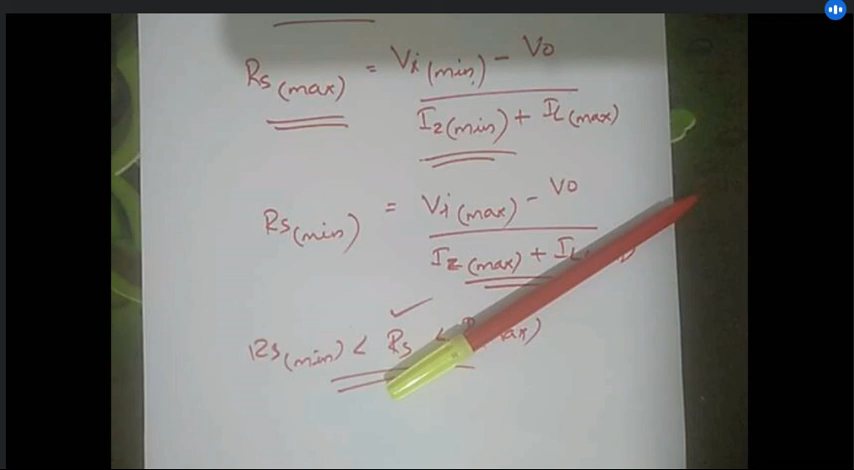 Rs(max) = Vi(min) - Vo
Iz(min) + IL(max)
Rs(min) = Vi(max) - Vo
Iz(max) + IL
Rs(min) < Rs <